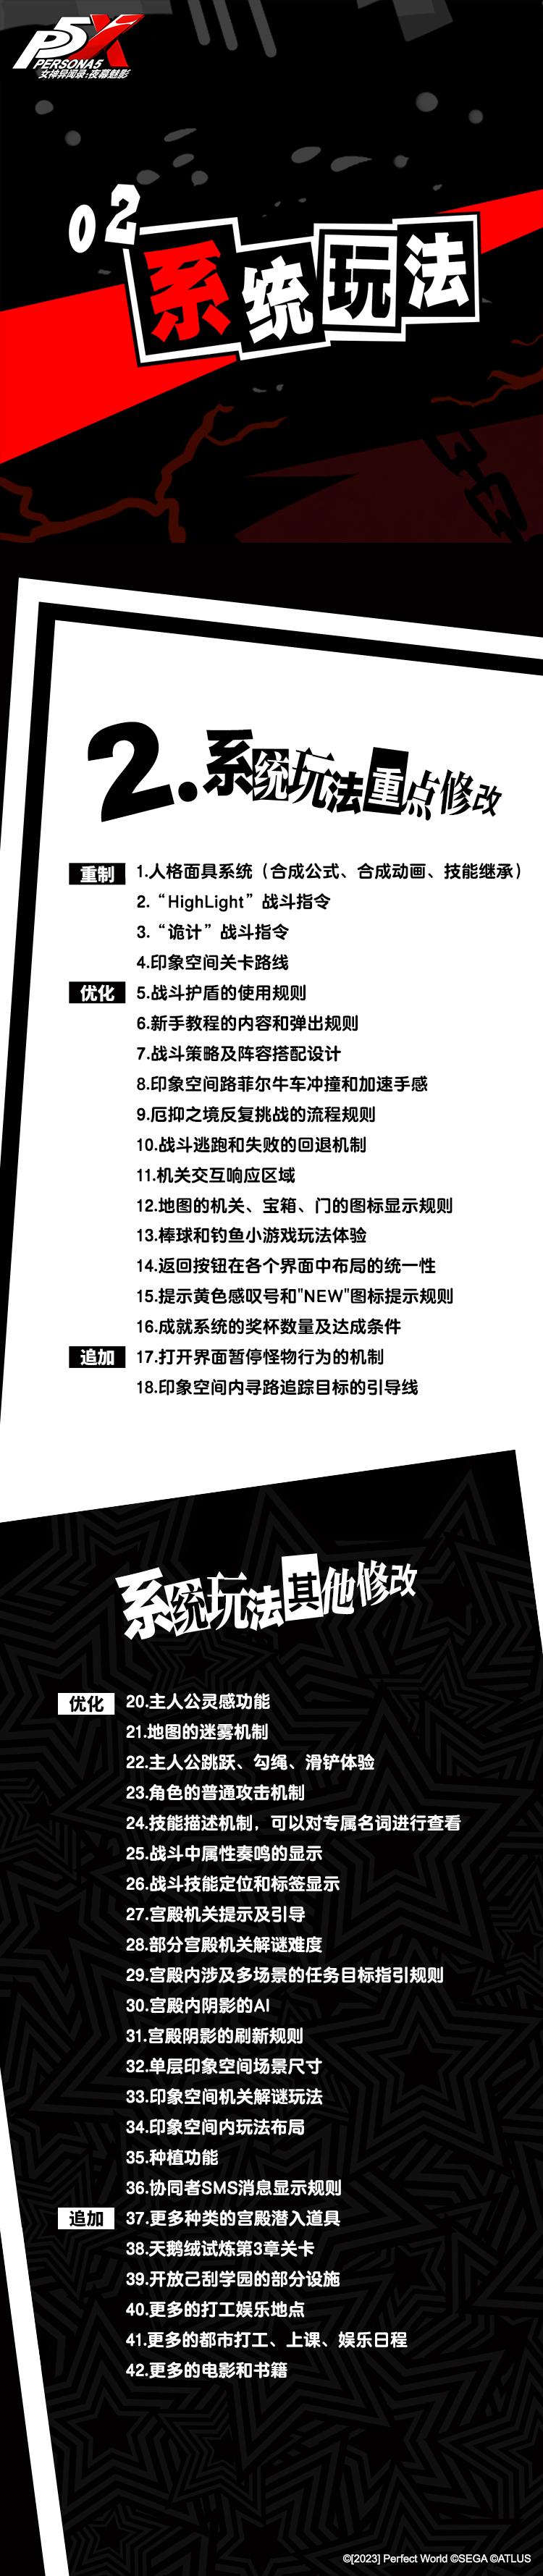 P5X
PERSONA5
女神异闻录:夜幕魅影
02
系统玩法
2.系统玩法重点修改
重制 1.人格面具系统（合成公式、合成动画、技能继承）
2.“HighLight”战斗指令
3.“诡计”战斗指令
4.印象空间关卡路线
优化 5.战斗护盾的使用规则
6.新手教程的内容和弹出规则
7.战斗策略及阵容搭配设计
8.印象空间路菲尔牛车冲撞和加速手感
9.厄抑之境反复挑战的流程规则
10.战斗逃跑和失败的回退机制
11.机关交互响应区域
12.地图的机关、宝箱、门的图标显示规则
13.棒球和钓鱼小游戏玩法体验
14.返回按钮在各个界面中布局的统一性
15.提示黄色感叹号和"NEW"图标提示规则
16.成就系统的奖杯数量及达成条件
追加 17.打开界面暂停怪物行为的机制
18.印象空间内寻路追踪目标的引导线
系统玩法其他修改
优化 20.主人公灵感功能
21.地图的迷雾机制
22.主人公跳跃、勾绳、滑铲体验
23.角色的普通攻击机制
24.技能描述机制，可以对专属名词进行查看
25.战斗中属性奏鸣的显示
26.战斗技能定位和标签显示
27.宫殿机关提示及引导
28.部分宫殿机关解谜难度
29.宫殿内涉及多场景的任务目标指引规则
30.宫殿内阴影的AI
31.宫殿阴影的刷新规则
32.单层印象空间场景尺寸
33.印象空间机关解谜玩法
34.印象空间内玩法布局
35.种植功能
36.协同者SMS消息显示规则
追加 37.更多种类的宫殿潜入道具
38.天鹅绒试炼第3章关卡
39.开放己刮学园的部分设施
40.更多的打工娱乐地点
41.更多的都市打工、上课、娱乐日程
42.更多的电影和书籍
©[2023] Perfect World ©SEGA ©ATLUS